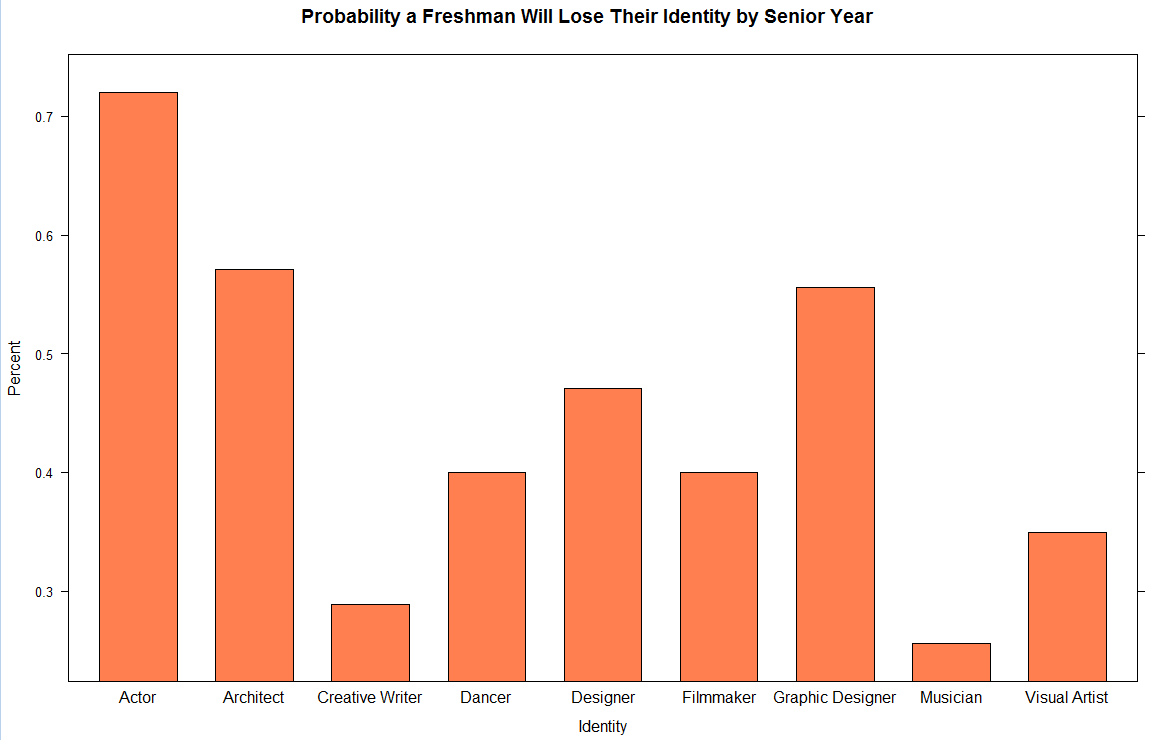 Probability a Freshman Will Lose Their Identity by Senior Year
0.7
0.6
0.5
0.4
0.3
Percent
Actor Architect Creative Writer Dancer Designer Filmmaker Graphic Designer Musician Visual Artist
Identity